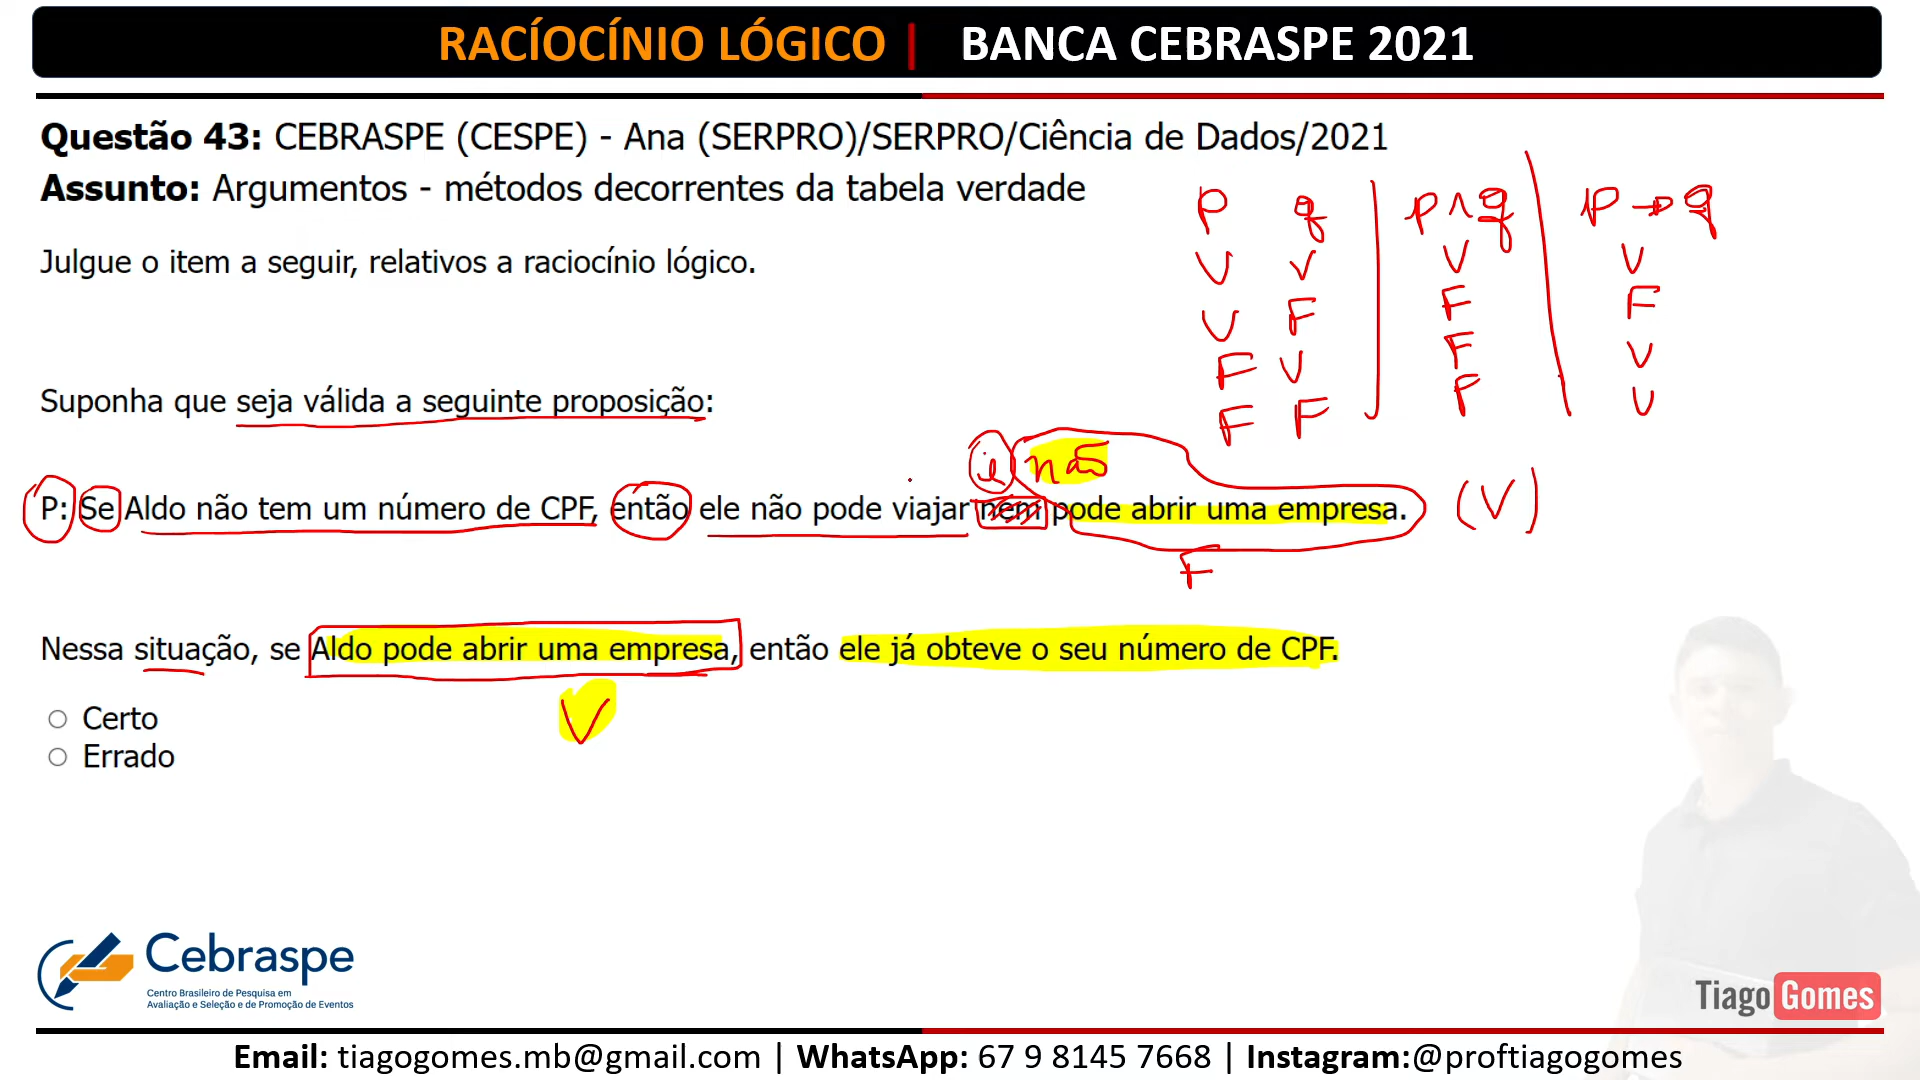 RACÍOCÍNIO LÓGICO | BANCA CEBRASPE 2021
Questão 43: CEBRASPE (CESPE) - Ana (SERPRO)/SERPRO/Ciência de Dados/2021
Assunto: Argumentos - métodos decorrentes da tabela verdade
p q p∧q p→q
Julgue o item a seguir, relativos a raciocínio lógico.
V V V V
V F F F
F V F V
F F F V
Suponha que seja válida a seguinte proposição:
e não
P: Se Aldo não tem um número de CPF, então ele não pode viajar nem pode abrir uma empresa. (V)
F
Nessa situação, se Aldo pode abrir uma empresa, então ele já obteve o seu número de CPF.
V
Certo
Errado
Cebraspe
Centro Brasileiro de Pesquisa em
Avaliação e Seleção e de Promoção de Eventos
Tiago Gomes
Email: tiagogomes.mb@gmail.com | WhatsApp: 67 9 8145 7668 | Instagram:@proftiagogomes